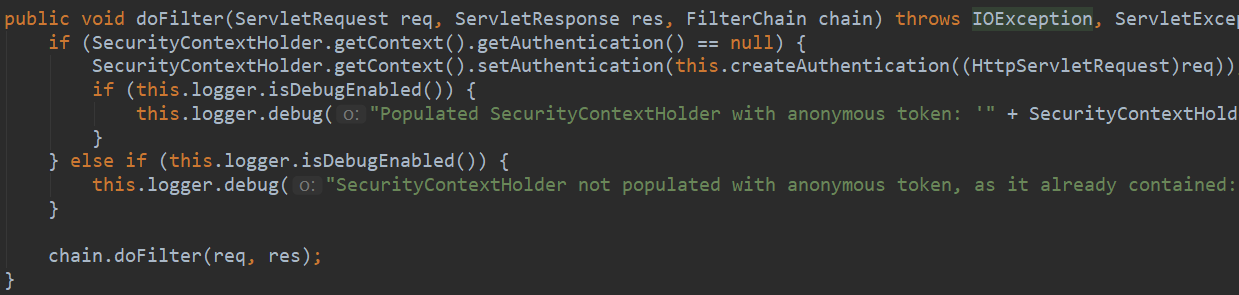 public void doFilter(ServletRequest req, ServletResponse res, FilterChain chain) throws IOException, ServletExcep
if (SecurityContextHolder.getContext().getAuthentication() == null) {
SecurityContextHolder.getContext().setAuthentication(this.createAuthentication((HttpServletRequest)req))
if (this.logger.isDebugEnabled()) {
this.logger.debug( o: "Populated SecurityContextHolder with anonymous token: '" + SecurityContextHold
}
} else if (this.logger.isDebugEnabled()) {
this.logger.debug( o: "SecurityContextHolder not populated with anonymous token, as it already contained:
}
chain.doFilter(req, res);
}